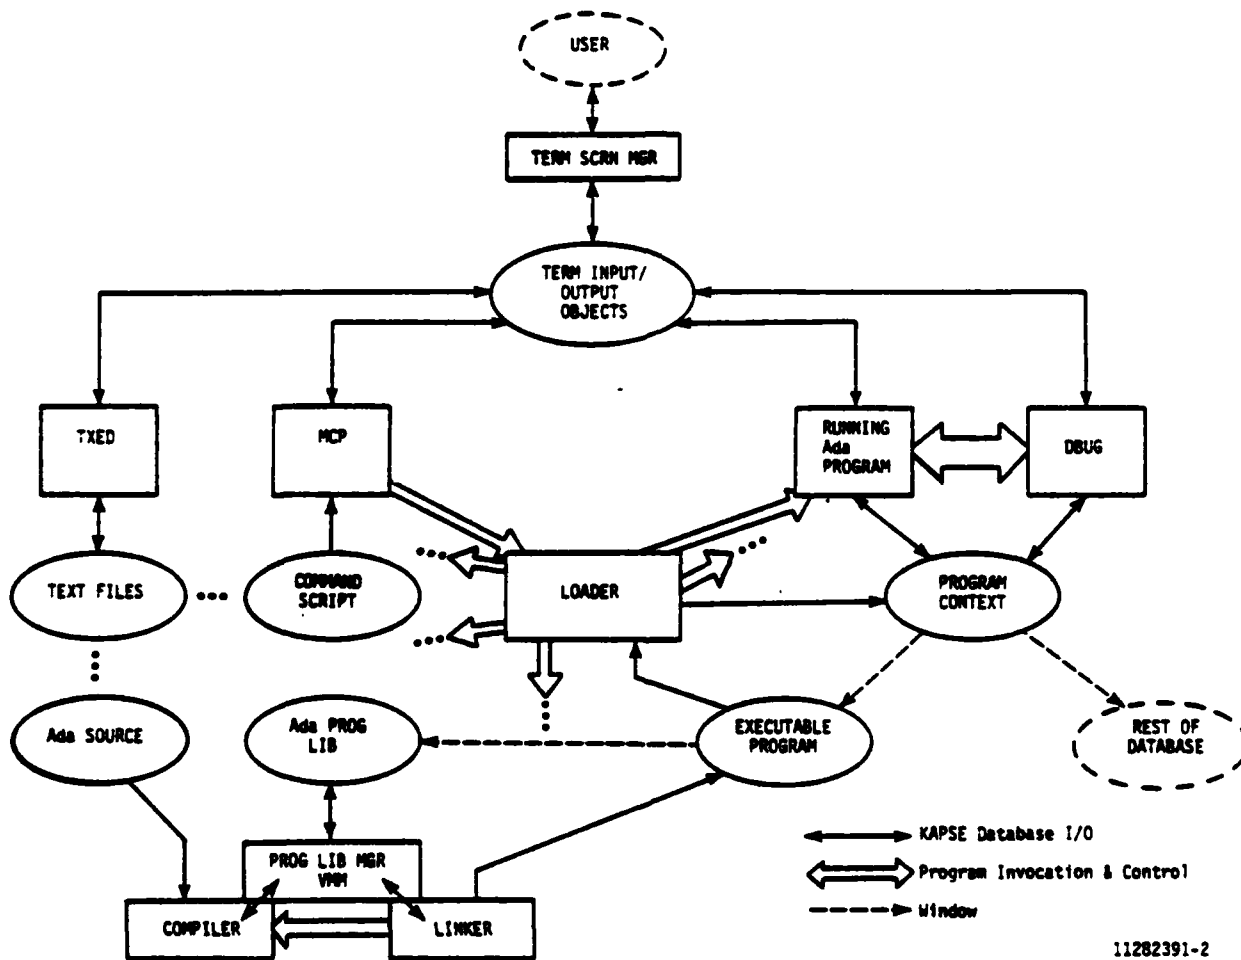 USER
TERM SCRN MGR
TERM INPUT/
OUTPUT
OBJECTS
TXED
MCP
RUNNING
Ada
PROGRAM
DBUG
TEXT FILES
COMMAND
SCRIPT
LOADER
PROGRAM
CONTEXT
Ada SOURCE
Ada PROG
LIB
EXECUTABLE
PROGRAM
REST OF
DATABASE
PROG LIB MGR
VMM
COMPILER
LINKER
KAPSE Database I/O
Program Invocation & Control
Window
11282391-2